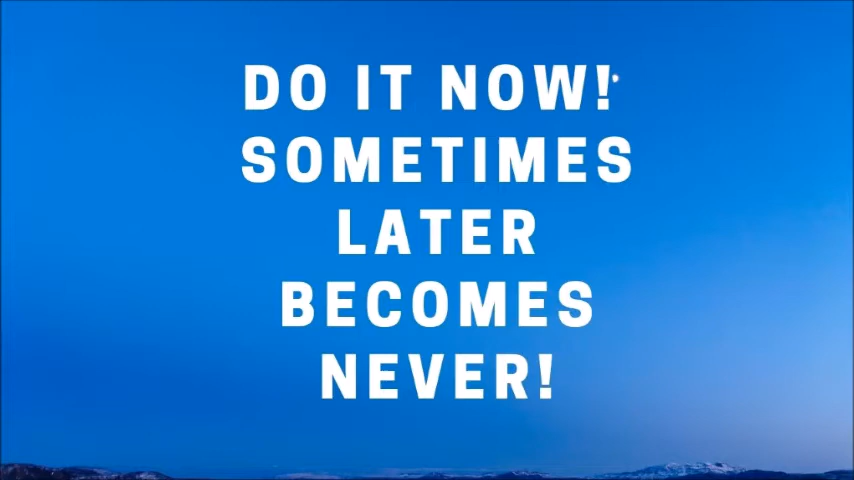 DO IT NOW!
SOMETIMES
LATER
BECOMES
NEVER!